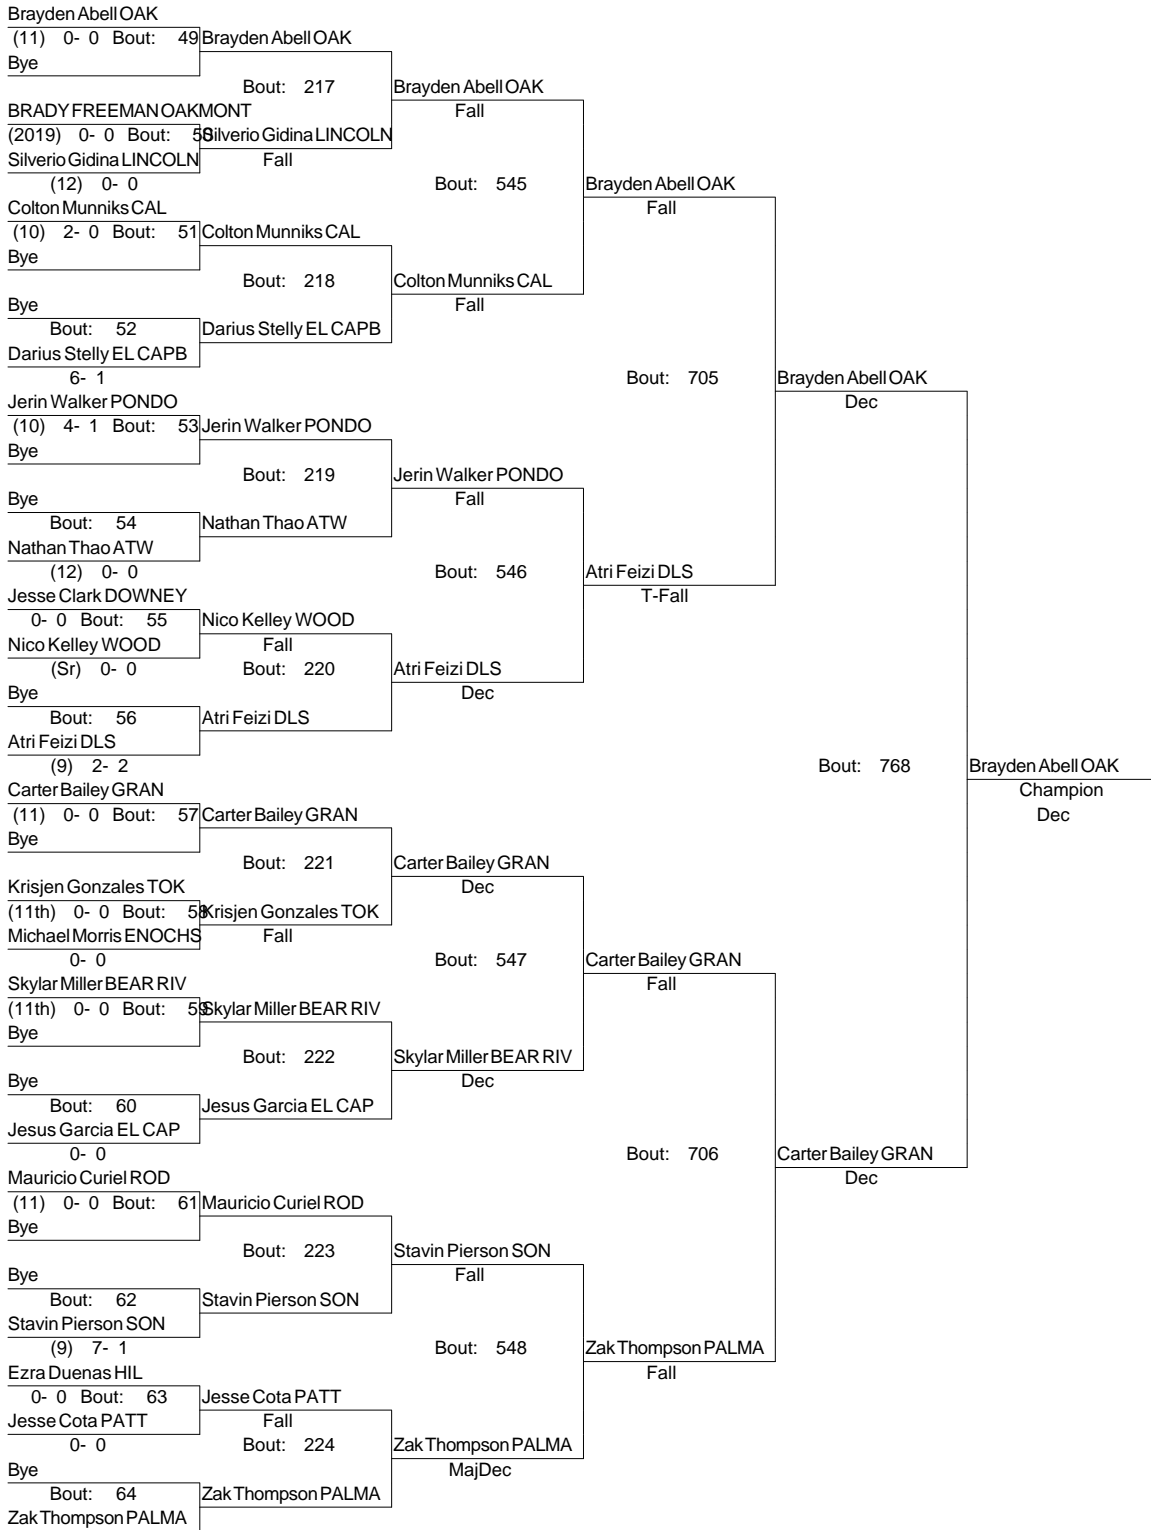 Brayden Abell OAK
(11) 0- 0 Bout: 49 Brayden Abell OAK
Bye
Bout: 217 Brayden Abell OAK
BRADY FREEMAN OAKMONT Fall
(2019) 0- 0 Bout: 50 Silverio Gidina LINCOLN
Silverio Gidina LINCOLN Fall
(12) 0- 0 Bout: 545 Brayden Abell OAK
Colton Munniks CAL Fall
(10) 2- 0 Bout: 51 Colton Munniks CAL
Bye
Bout: 218 Colton Munniks CAL
Bye Fall
Bout: 52 Darius Stelly EL CAPB
Darius Stelly EL CAPB
6- 1 Bout: 705 Brayden Abell OAK
Jerin Walker PONDO Dec
(10) 4- 1 Bout: 53 Jerin Walker PONDO
Bye
Bout: 219 Jerin Walker PONDO
Bye Fall
Bout: 54 Nathan Thao ATW
Nathan Thao ATW
(12) 0- 0 Bout: 546 Atri Feizi DLS
Jesse Clark DOWNEY T-Fall
0- 0 Bout: 55 Nico Kelley WOOD
Nico Kelley WOOD Fall
(Sr) 0- 0 Bout: 220 Atri Feizi DLS
Bye Dec
Bout: 56 Atri Feizi DLS
Atri Feizi DLS
(9) 2- 2 Bout: 768 Brayden Abell OAK
Carter Bailey GRAN Champion
(11) 0- 0 Bout: 57 Carter Bailey GRAN Dec
Bye
Bout: 221 Carter Bailey GRAN
Krisjen Gonzales TOK Dec
(11th) 0- 0 Bout: 58 Krisjen Gonzales TOK
Michael Morris ENOCHS Fall
0- 0 Bout: 547 Carter Bailey GRAN
Skylar Miller BEAR RIV Fall
(11th) 0- 0 Bout: 59 Skylar Miller BEAR RIV
Bye
Bout: 222 Skylar Miller BEAR RIV
Bye Dec
Bout: 60 Jesus Garcia EL CAP
Jesus Garcia EL CAP
0- 0 Bout: 706 Carter Bailey GRAN
Mauricio Curiel ROD Dec
(11) 0- 0 Bout: 61 Mauricio Curiel ROD
Bye
Bout: 223 Stavin Pierson SON
Bye Fall
Bout: 62 Stavin Pierson SON
Stavin Pierson SON
(9) 7- 1 Bout: 548 Zak Thompson PALMA
Ezra Duenas HIL Fall
0- 0 Bout: 63 Jesse Cota PATT
Jesse Cota PATT Fall
0- 0 Bout: 224 Zak Thompson PALMA
Bye MajDec
Bout: 64 Zak Thompson PALMA
Zak Thompson PALMA